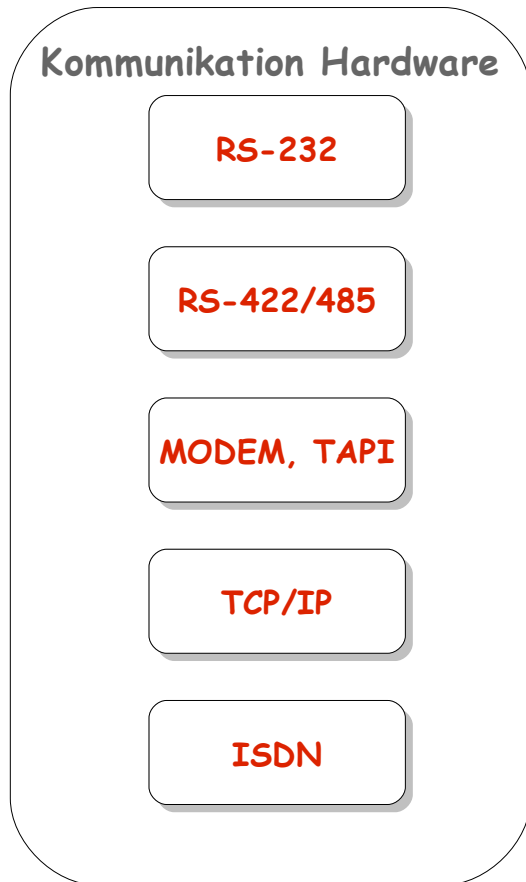 Kommunikation Hardware
RS-232
RS-422/485
MODEM, TAPI
TCP/IP
ISDN